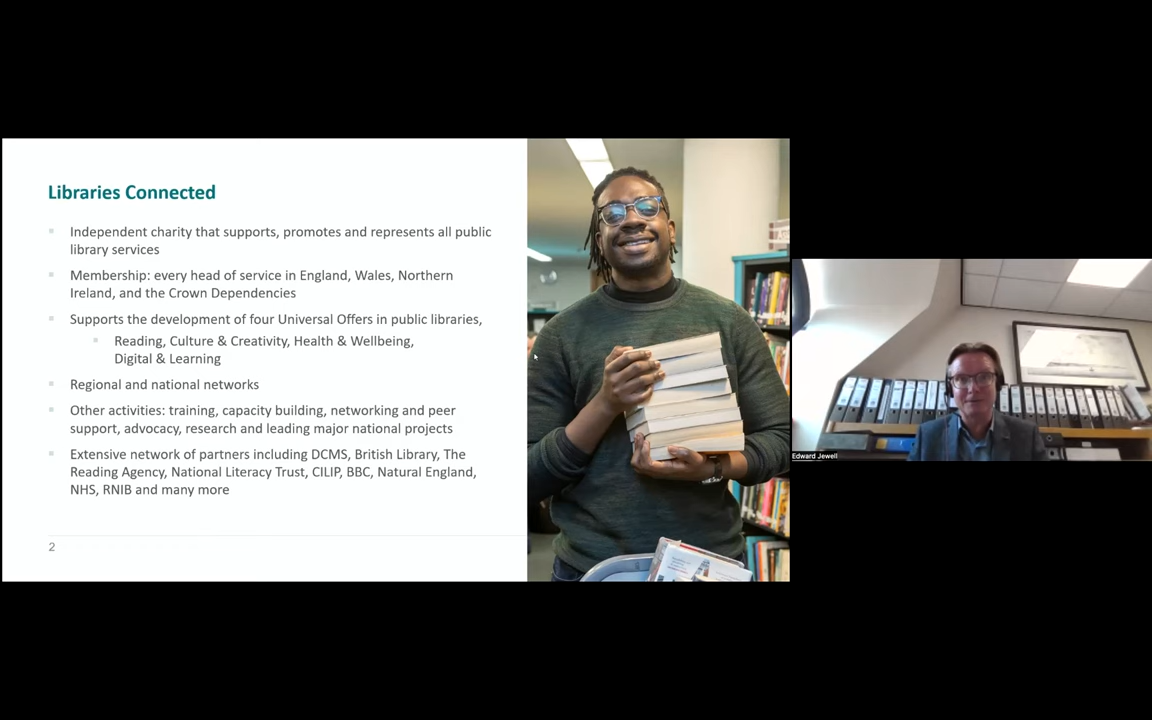 Libraries Connected
Independent charity that supports, promotes and represents all public
library services
Membership: every head of service in England, Wales, Northern
Ireland, and the Crown Dependencies
Supports the development of four Universal Offers in public libraries,
Reading, Culture & Creativity, Health & Wellbeing,
Digital & Learning
Regional and national networks
Other activities: training, capacity building, networking and peer
support, advocacy, research and leading major national projects
Extensive network of partners including DCMS, British Library, The
Reading Agency, National Literacy Trust, CILIP, BBC, Natural England,
NHS, RNIB and many more
2
Edward Jewell